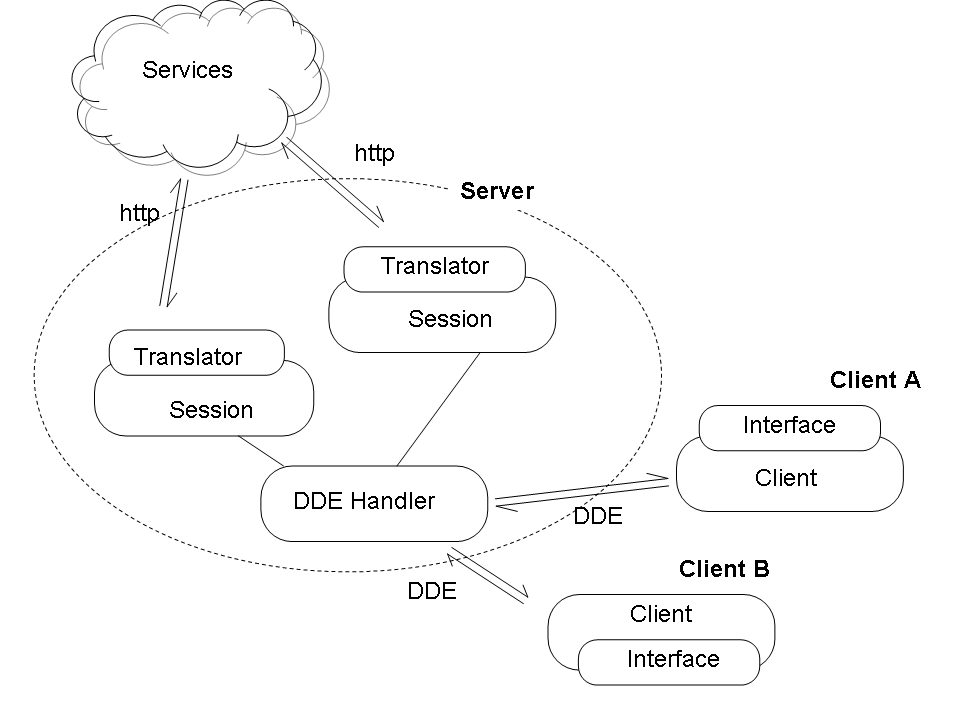 Services
http
Server
http
Translator
Session
Translator
Session
Client A
Interface
Client
DDE Handler
DDE
Client B
DDE
Client
Interface